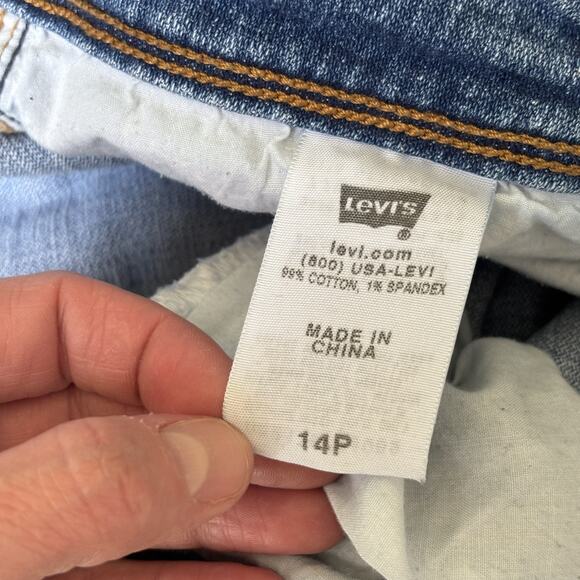 LEVI'S
®
levi.com
(800) USA-LEVI
99% COTTON, 1% SPANDEX
MADE IN
CHINA
14P